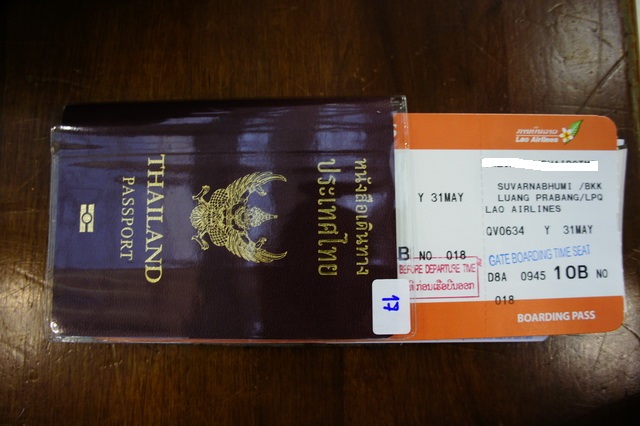 หนังสือเดินทาง
ประเทศไทย
THAILAND
PASSPORT
17
Lao Airlines
Y 31MAY
B NO 018
BEFORE DEPARTURE TIME
SUVARNABHUMI /BKK
LUANG PRABANG/LPQ
LAO AIRLINES
QV0634 Y 31MAY
GATE BOARDING TIME SEAT
D8A 0945 10B NO
018
BOARDING PASS